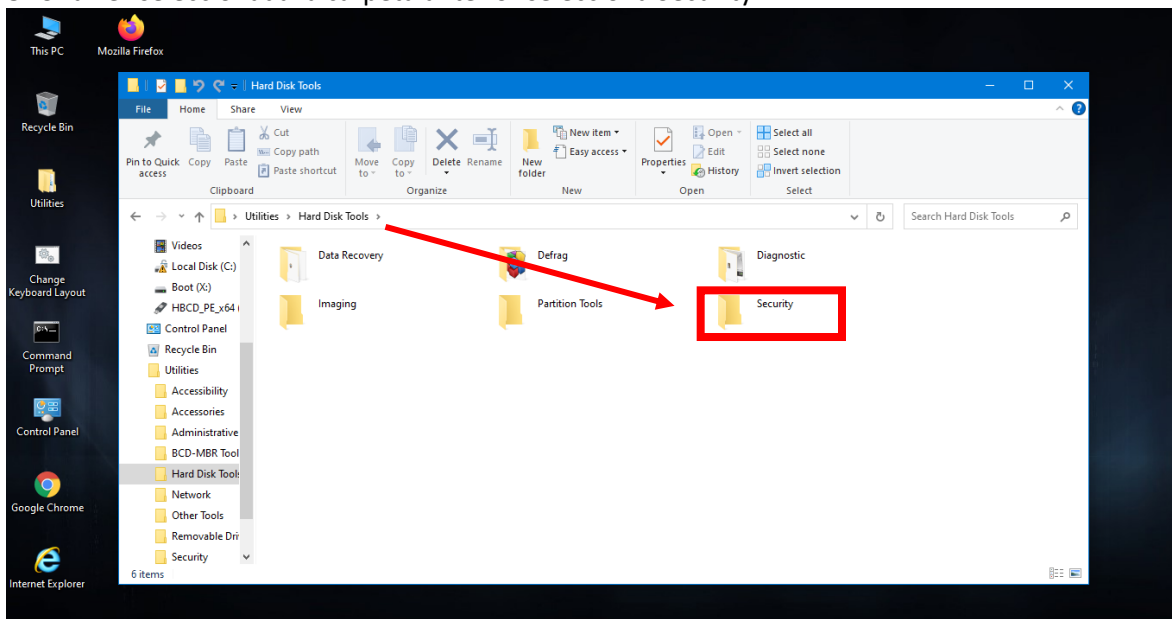 This PC
Mozilla Firefox
Recycle Bin
Utilities
Change
Keyboard Layout
Command
Prompt
Control Panel
Google Chrome
Internet Explorer
Hard Disk Tools
File Home Share View
Pin to Quick
access
Copy
Paste
Cut
Copy path
Paste shortcut
Clipboard
Move
to
Copy
to
Delete
Rename
Organize
New
folder
New item
Easy access
New
Properties
Open
Edit
History
Open
Select all
Select none
Invert selection
Select
Utilities > Hard Disk Tools >
Search Hard Disk Tools
Videos
Local Disk (C:)
Boot (X:)
HBCD_PE_x64 (
Control Panel
Recycle Bin
Utilities
Accessibility
Accessories
Administrative
BCD-MBR Tool
Hard Disk Tools
Network
Other Tools
Removable Dri
Security
Data Recovery
Defrag
Diagnostic
Imaging
Partition Tools
Security
6 items